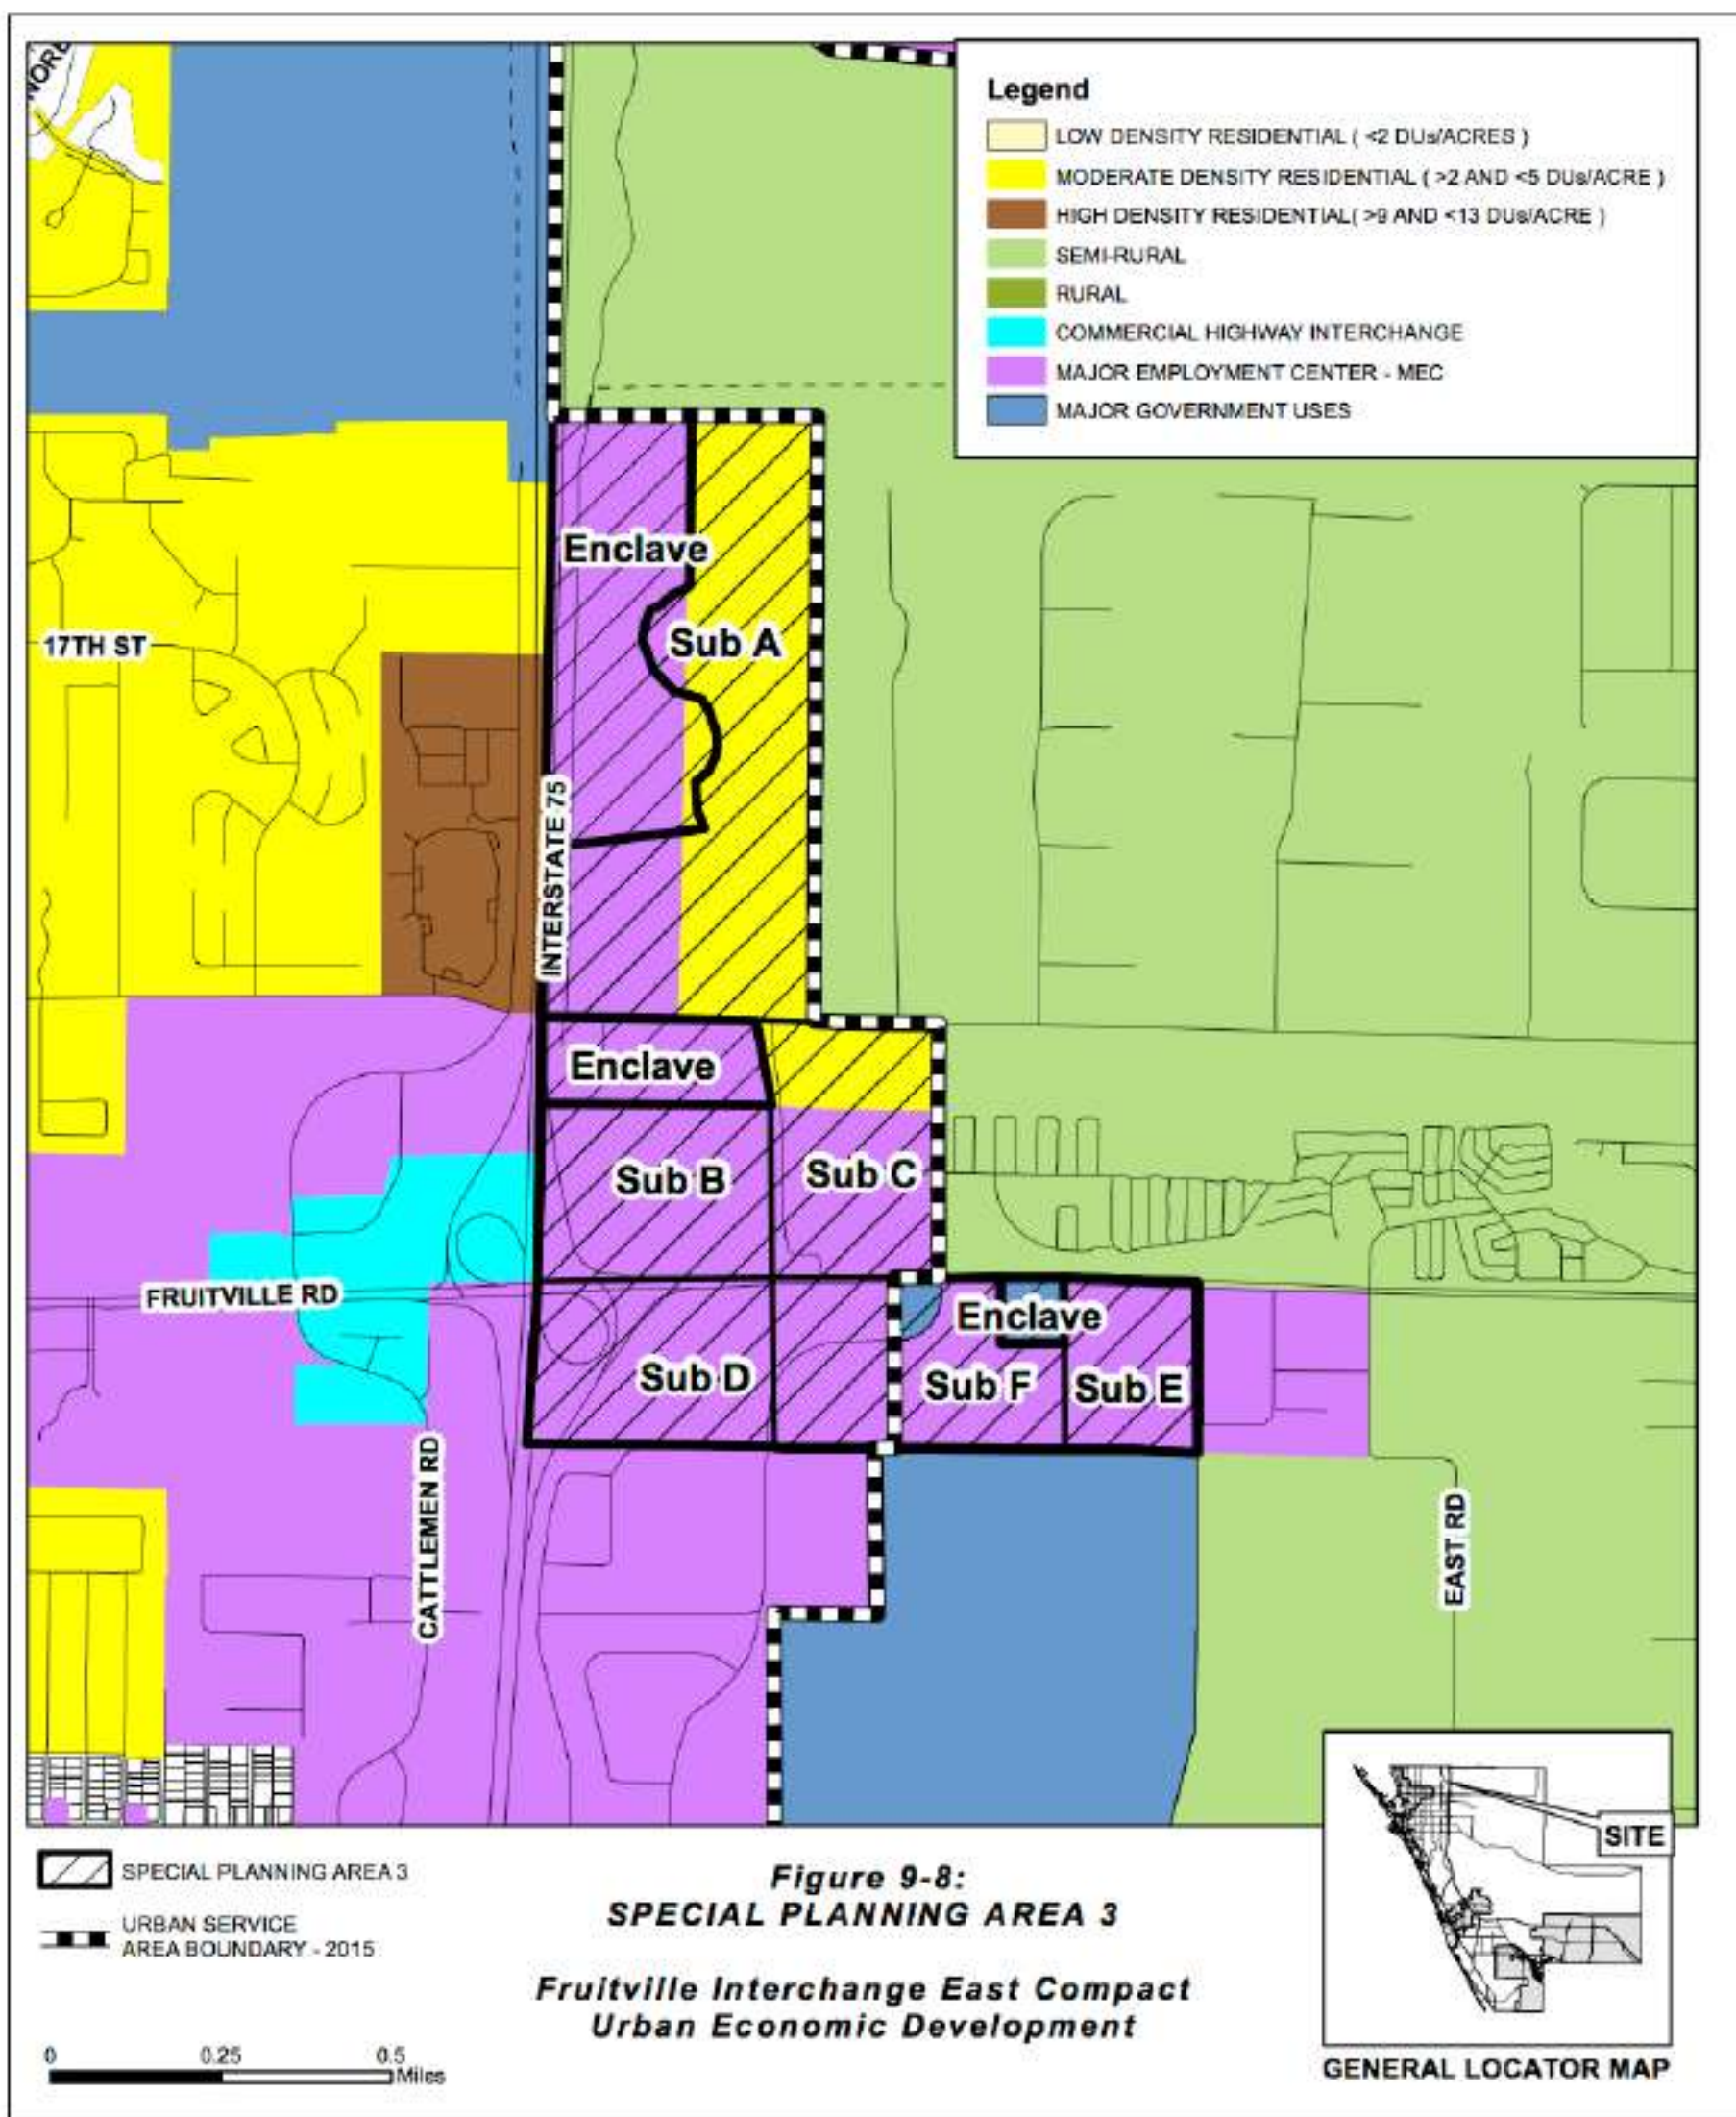 NORE
Legend
LOW DENSITY RESIDENTIAL ( <2 DUs/ACRES )
MODERATE DENSITY RESIDENTIAL ( >2 AND <5 DUs/ACRE )
HIGH DENSITY RESIDENTIAL( >9 AND <13 DUs/ACRE )
SEMI-RURAL
RURAL
COMMERCIAL HIGHWAY INTERCHANGE
MAJOR EMPLOYMENT CENTER - MEC
MAJOR GOVERNMENT USES
Enclave
17TH ST
Sub A
INTERSTATE 75
Enclave
Sub B
Sub C
FRUITVILLE RD
Enclave
Sub D
Sub F
Sub E
CATTLEMEN RD
EAST RD
SITE
GENERAL LOCATOR MAP
SPECIAL PLANNING AREA 3
URBAN SERVICE
AREA BOUNDARY - 2015
Figure 9-8:
SPECIAL PLANNING AREA 3
Fruitville Interchange East Compact
Urban Economic Development
0 0.25 0.5
Miles